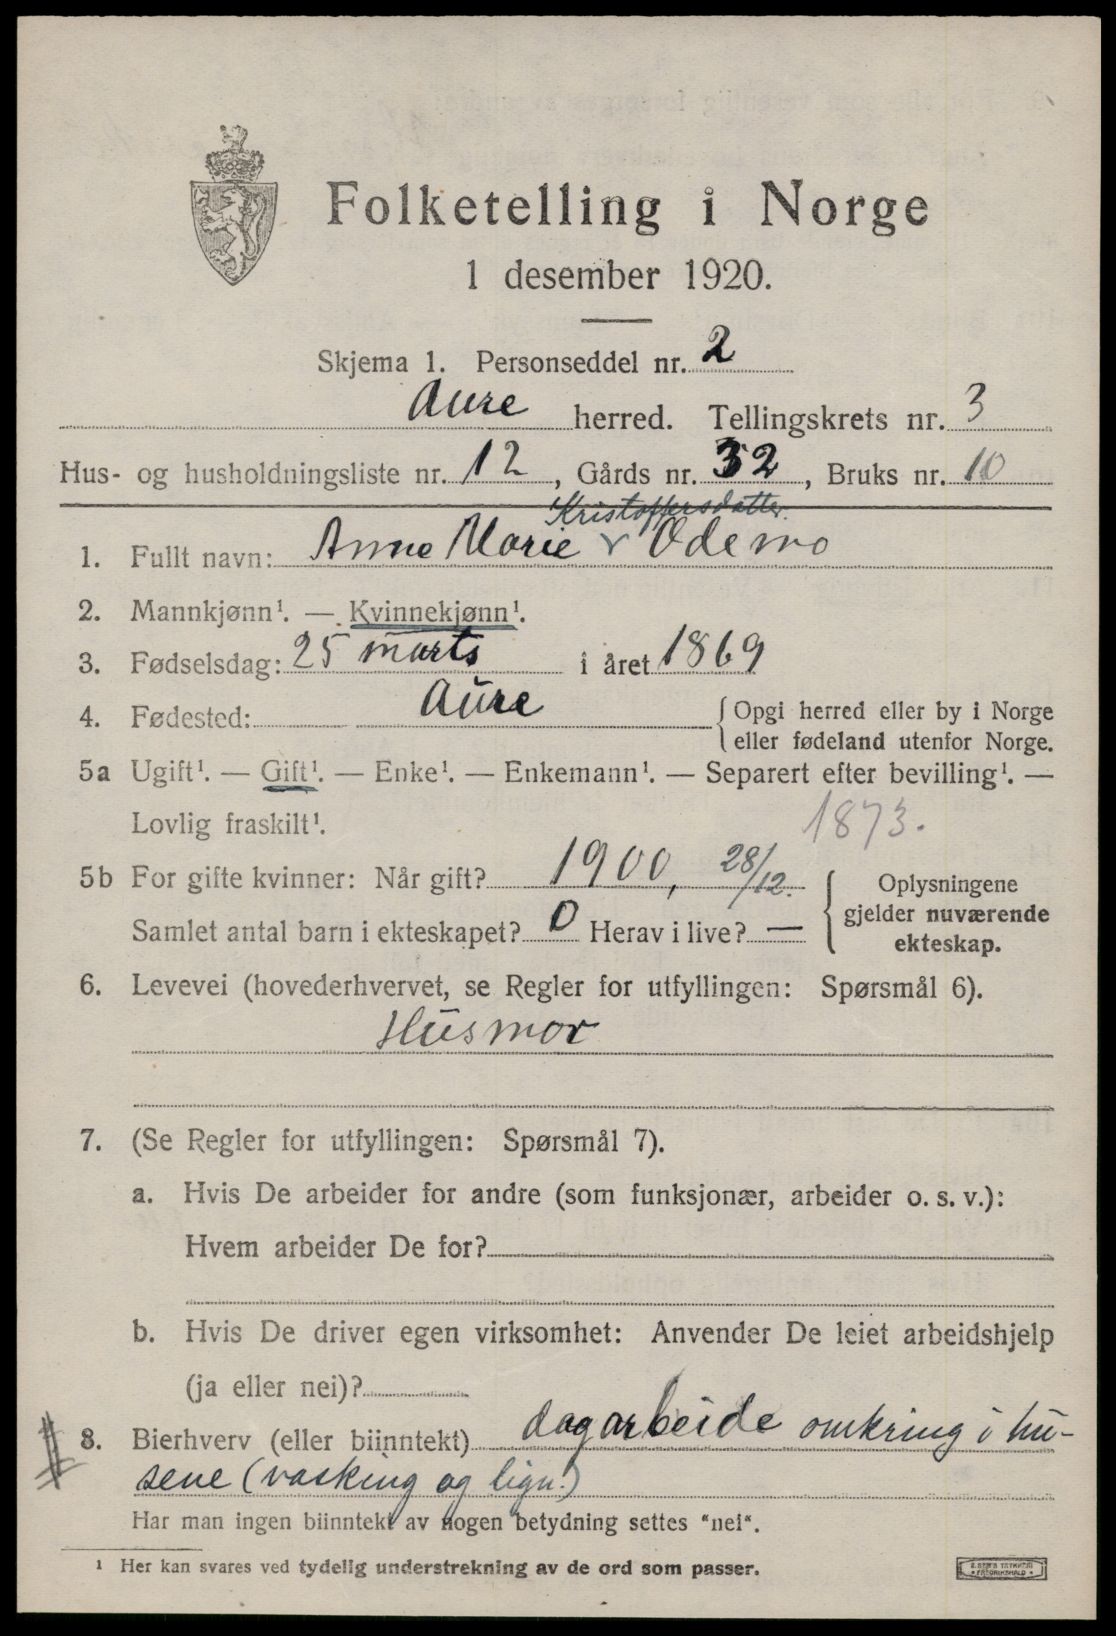 Folketelling i Norge
1 desember 1920.
Skjema 1. Personseddel nr. 2
Aure herred. Tellingskrets nr. 3
Hus- og husholdningsliste nr. 12, Gårds nr. 32, Bruks nr. 10
Kristoffersdatter.
1. Fullt navn: Anne Marie v Ødemo
2. Mannkjønn¹. — Kvinnekjønn¹.
3. Fødselsdag: 25 marts i året 1869
4. Fødested: Aure { Opgi herred eller by i Norge
eller fødeland utenfor Norge.
5a Ugift¹. — Gift¹. — Enke¹. — Enkemann¹. — Separert efter bevilling¹. —
Lovlig fraskilt¹. 1873.
5b For gifte kvinner: Når gift? 1900, 28/12. { Oplysningene
gjelder nuværende
Samlet antal barn i ekteskapet? 0 Herav i live? —
ekteskap.
6. Levevei (hovederhvervet, se Regler for utfyllingen: Spørsmål 6).
Husmor
7. (Se Regler for utfyllingen: Spørsmål 7).
a. Hvis De arbeider for andre (som funksjonær, arbeider o. s. v.):
Hvem arbeider De for?
b. Hvis De driver egen virksomhet: Anvender De leiet arbeidshjelp
(ja eller nei)?
8. Bierhverv (eller biinntekt) dagarbeide omkring i hu-
sene (vasking og lign.)
Har man ingen biinntekt av nogen betydning settes "nei".
¹ Her kan svares ved tydelig understrekning av de ord som passer.